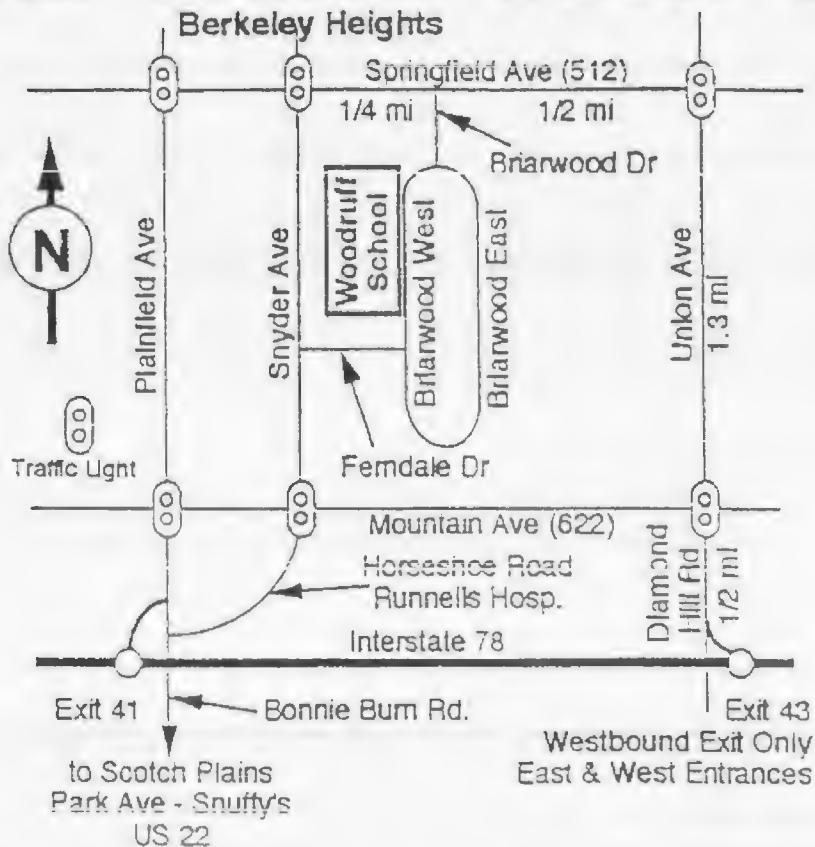 Berkeley Heights
Springfield Ave (512)
1/4 mi
1/2 mi
Briarwood Dr
N
Plainfield Ave
Snyder Ave
Woodruff
School
Briarwood West
Briarwood East
Union Ave
1.3 mi
Traffic Light
Ferndale Dr
Mountain Ave (622)
Horseshoe Road
Runnells Hosp.
Diamond
Hill Rd
1/2 mi
Interstate 78
Exit 41
Bonnie Burn Rd.
Exit 43
Westbound Exit Only
East & West Entrances
to Scotch Plains
Park Ave - Snuffy's
US 22